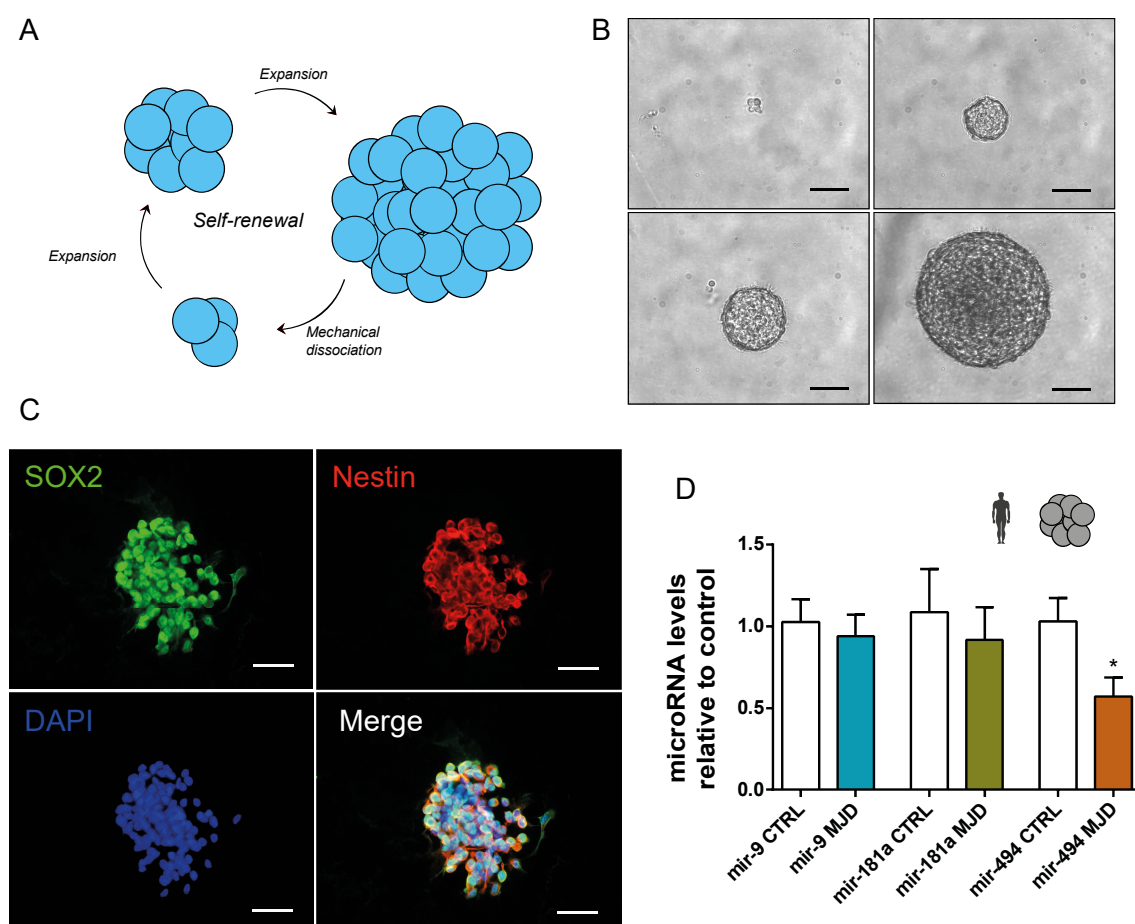 A
Expansion
Self-renewal
Expansion
Mechanical
dissociation
B
C
SOX2
Nestin
DAPI
Merge
D
microRNA levels
relative to control
1.5
1.0
0.5
0.0
*
mir-9 CTRL
mir-9 MJD
mir-181a CTRL
mir-181a MJD
mir-494 CTRL
mir-494 MJD